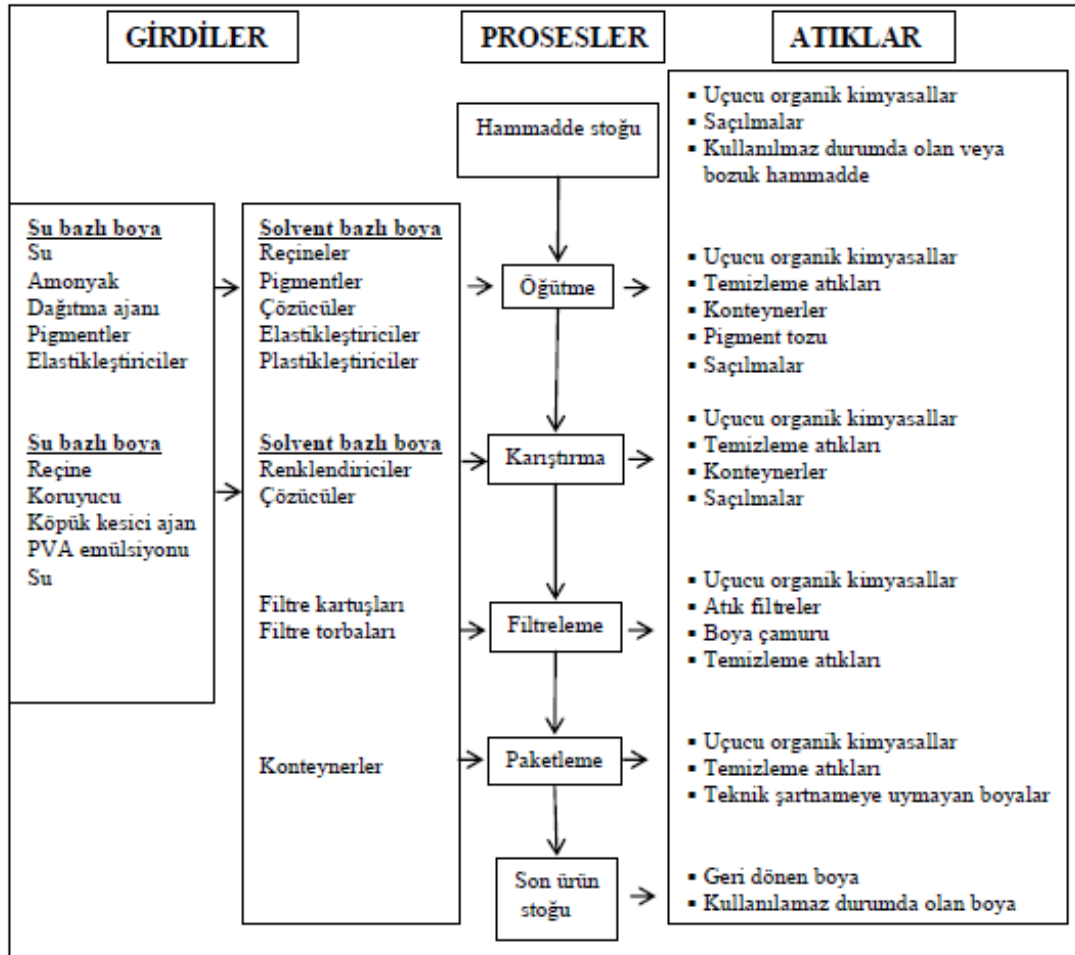 GİRDİLER
PROSESLER
ATIKLAR
Hammadde stoğu
▪ Uçucu organik kimyasallar
▪ Saçılmalar
▪ Kullanılmaz durumda olan veya
bozuk hammadde
Su bazlı boya
Su
Amonyak
Dağıtma ajanı
Pigmentler
Elastikleştiriciler
Solvent bazlı boya
Reçineler
Pigmentler
Çözücüler
Elastikleştiriciler
Plastikleştiriciler
Öğütme
▪ Uçucu organik kimyasallar
▪ Temizleme atıkları
▪ Konteynerler
▪ Pigment tozu
▪ Saçılmalar
Su bazlı boya
Reçine
Koruyucu
Köpük kesici ajan
PVA emülsiyonu
Su
Solvent bazlı boya
Renklendiriciler
Çözücüler
Karıştırma
▪ Uçucu organik kimyasallar
▪ Temizleme atıkları
▪ Konteynerler
▪ Saçılmalar
Filtre kartuşları
Filtre torbaları
Filtreleme
▪ Uçucu organik kimyasallar
▪ Atık filtreler
▪ Boya çamuru
▪ Temizleme atıkları
Konteynerler
Paketleme
▪ Uçucu organik kimyasallar
▪ Temizleme atıkları
▪ Teknik şartnameye uymayan boyalar
Son ürün
stoğu
▪ Geri dönen boya
▪ Kullanılamaz durumda olan boya